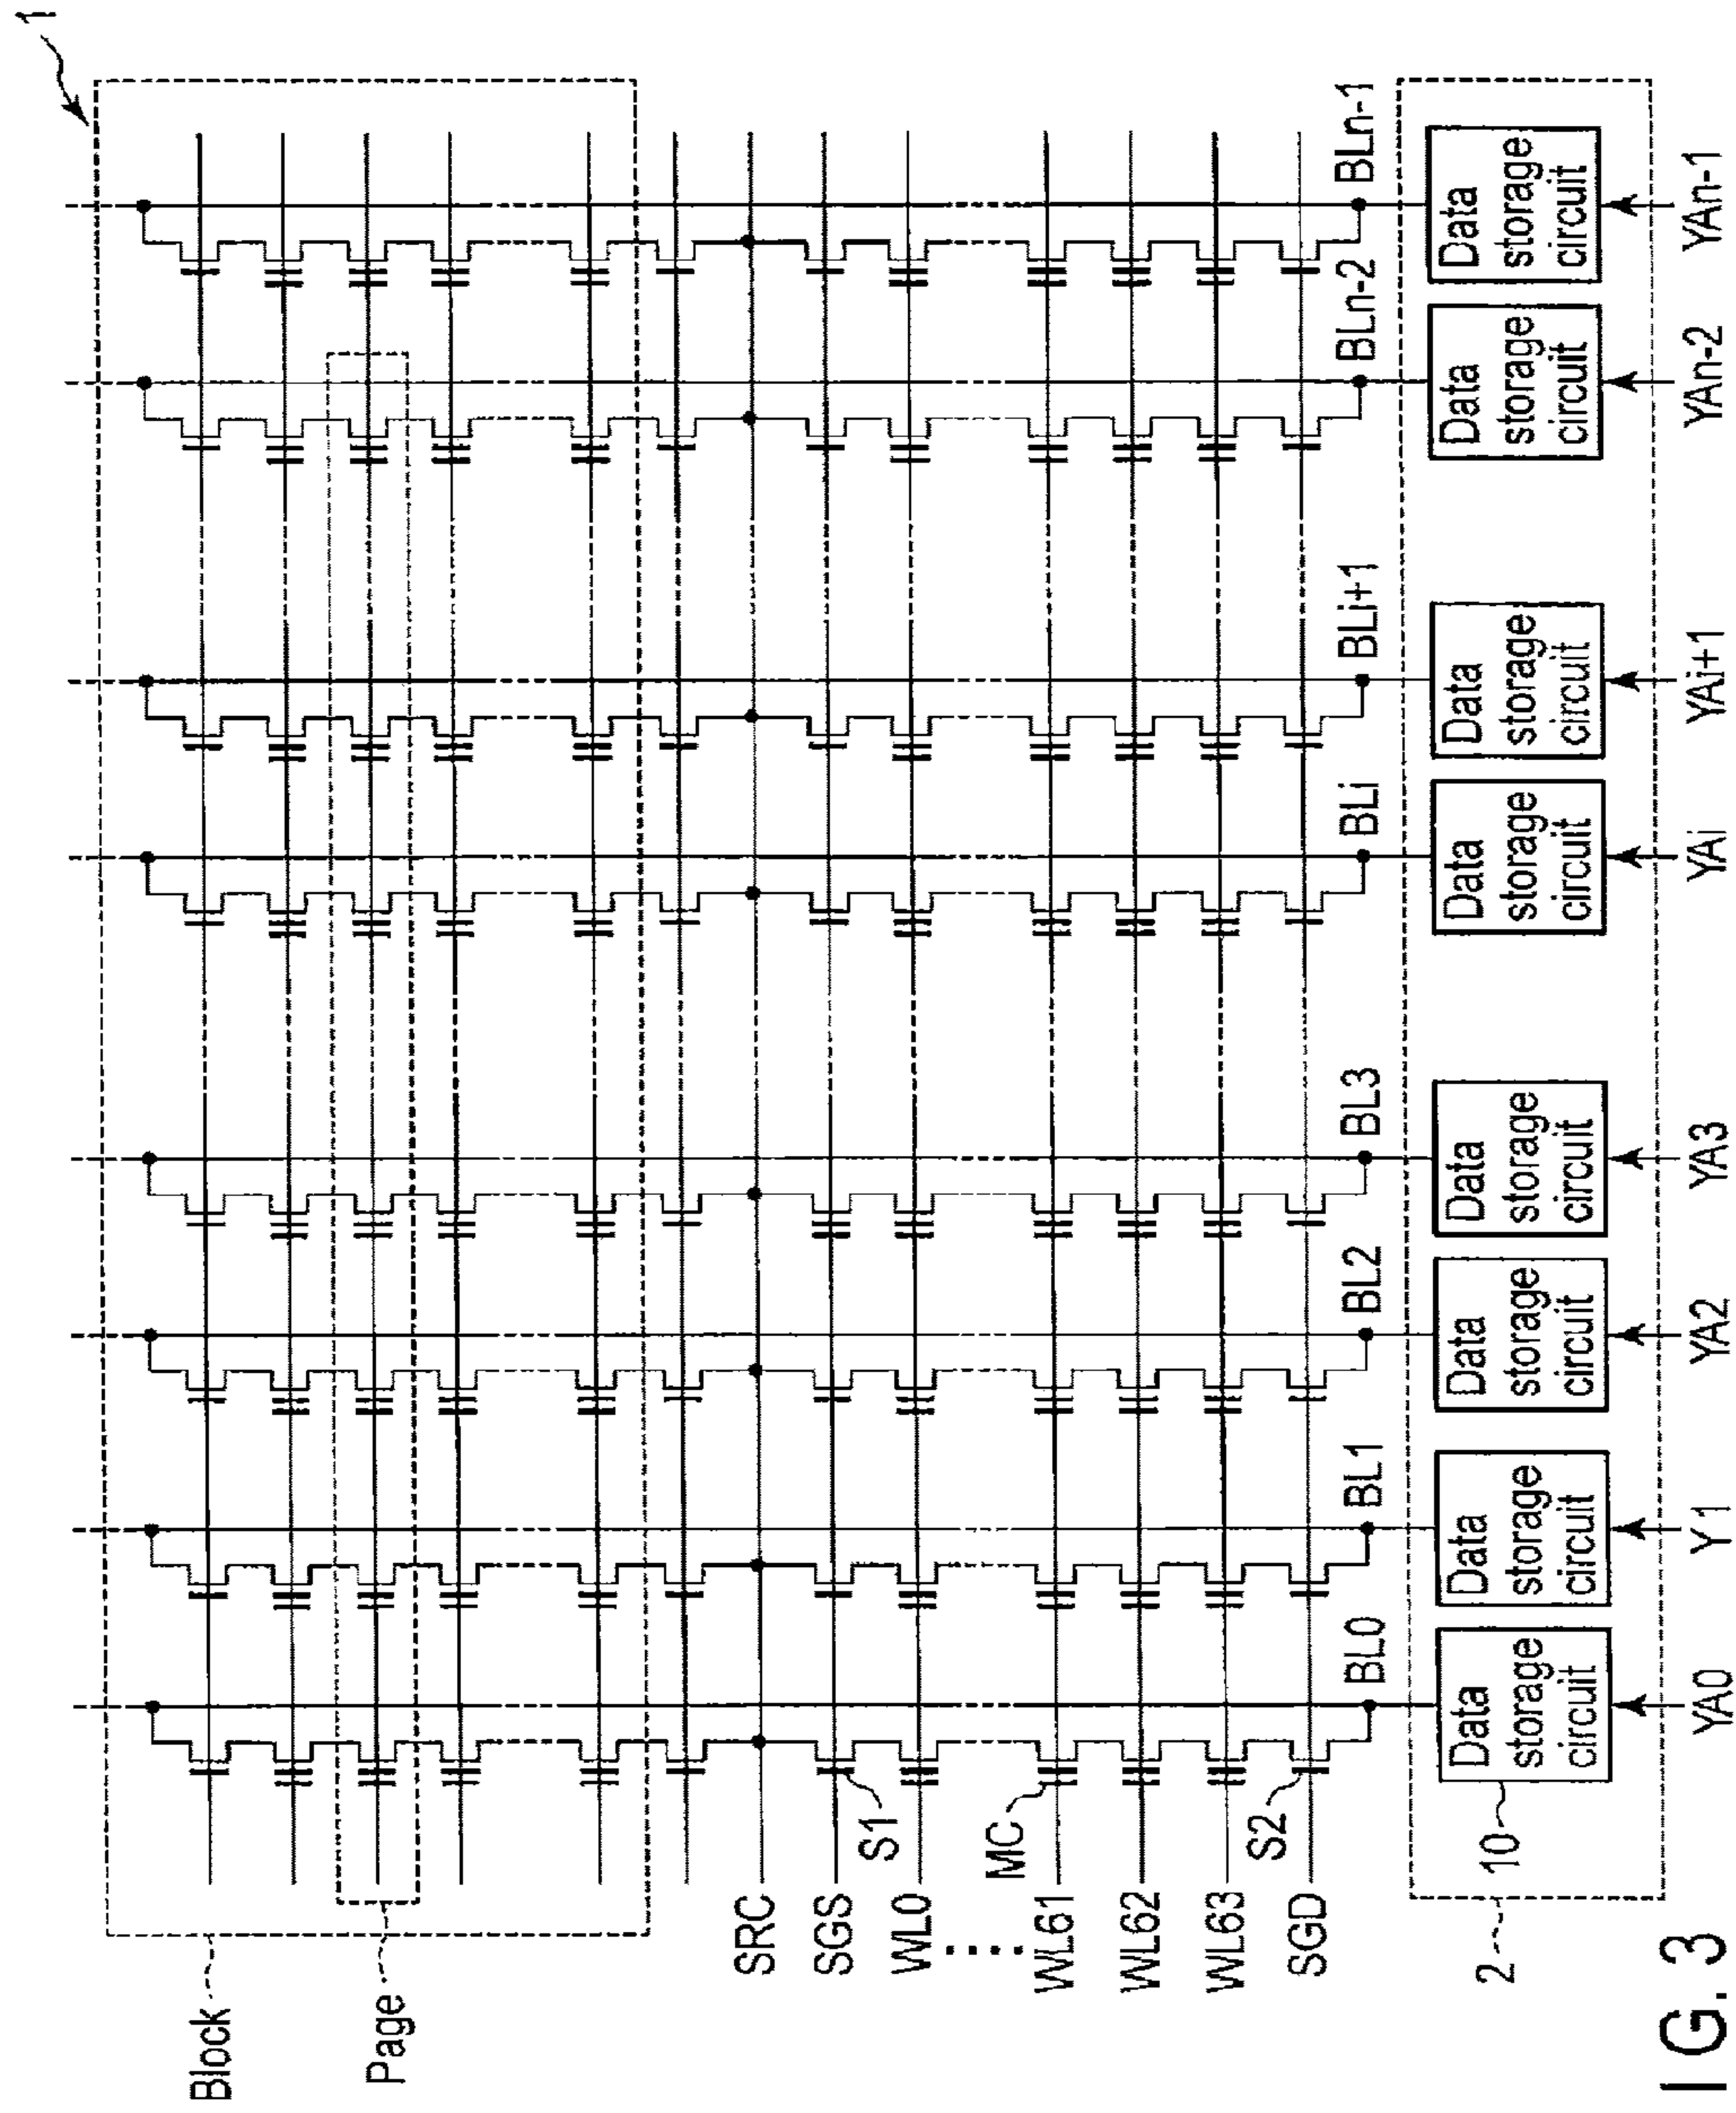 1
Block
Page
SRC
SGS
WL0
WL61
WL62
WL63
SGD
S1
MC
S2
BL0
BL1
BL2
BL3
BLi
BLi+1
BLn-2
BLn-1
2
10
Data
storage
circuit
Data
storage
circuit
Data
storage
circuit
Data
storage
circuit
Data
storage
circuit
Data
storage
circuit
Data
storage
circuit
Data
storage
circuit
YA0
Y1
YA2
YA3
YAi
YAi+1
YAn-2
YAn-1
I G. 3